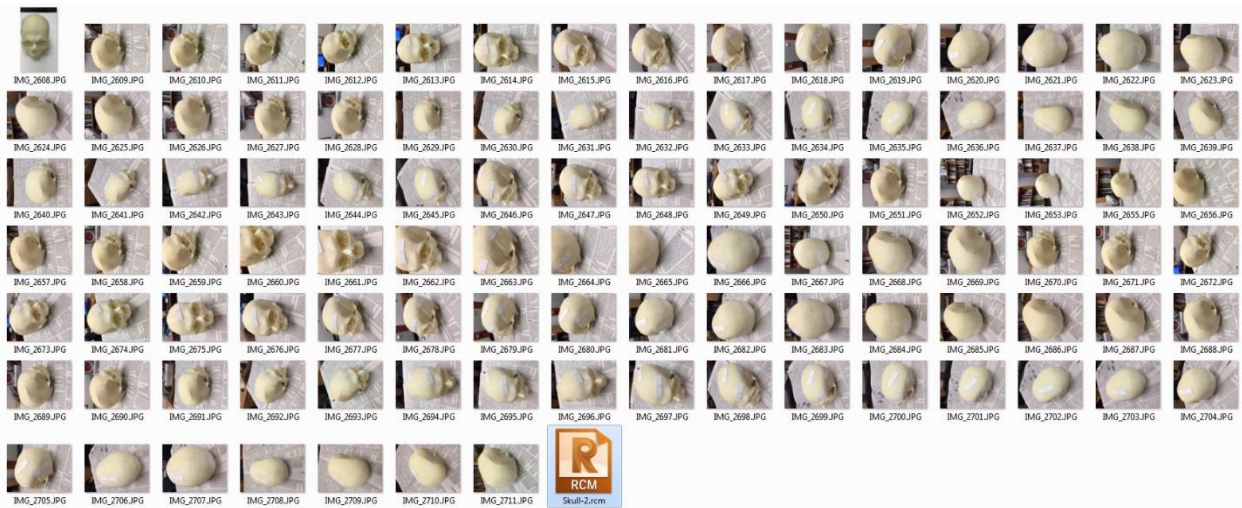 IMG_2608.JPG IMG_2609.JPG IMG_2610.JPG IMG_2611.JPG IMG_2612.JPG IMG_2613.JPG IMG_2614.JPG IMG_2615.JPG IMG_2616.JPG IMG_2617.JPG IMG_2618.JPG IMG_2619.JPG IMG_2620.JPG IMG_2621.JPG IMG_2622.JPG IMG_2623.JPG
IMG_2624.JPG IMG_2625.JPG IMG_2626.JPG IMG_2627.JPG IMG_2628.JPG IMG_2629.JPG IMG_2630.JPG IMG_2631.JPG IMG_2632.JPG IMG_2633.JPG IMG_2634.JPG IMG_2635.JPG IMG_2636.JPG IMG_2637.JPG IMG_2638.JPG IMG_2639.JPG
IMG_2640.JPG IMG_2641.JPG IMG_2642.JPG IMG_2643.JPG IMG_2644.JPG IMG_2645.JPG IMG_2646.JPG IMG_2647.JPG IMG_2648.JPG IMG_2649.JPG IMG_2650.JPG IMG_2651.JPG IMG_2652.JPG IMG_2653.JPG IMG_2655.JPG IMG_2656.JPG
IMG_2657.JPG IMG_2658.JPG IMG_2659.JPG IMG_2660.JPG IMG_2661.JPG IMG_2662.JPG IMG_2663.JPG IMG_2664.JPG IMG_2665.JPG IMG_2666.JPG IMG_2667.JPG IMG_2668.JPG IMG_2669.JPG IMG_2670.JPG IMG_2671.JPG IMG_2672.JPG
IMG_2673.JPG IMG_2674.JPG IMG_2675.JPG IMG_2676.JPG IMG_2677.JPG IMG_2678.JPG IMG_2679.JPG IMG_2680.JPG IMG_2681.JPG IMG_2682.JPG IMG_2683.JPG IMG_2684.JPG IMG_2685.JPG IMG_2686.JPG IMG_2687.JPG IMG_2688.JPG
IMG_2689.JPG IMG_2690.JPG IMG_2691.JPG IMG_2692.JPG IMG_2693.JPG IMG_2694.JPG IMG_2695.JPG IMG_2696.JPG IMG_2697.JPG IMG_2698.JPG IMG_2699.JPG IMG_2700.JPG IMG_2701.JPG IMG_2702.JPG IMG_2703.JPG IMG_2704.JPG
R
RCM
IMG_2705.JPG IMG_2706.JPG IMG_2707.JPG IMG_2708.JPG IMG_2709.JPG IMG_2710.JPG IMG_2711.JPG Skull-2.rcm